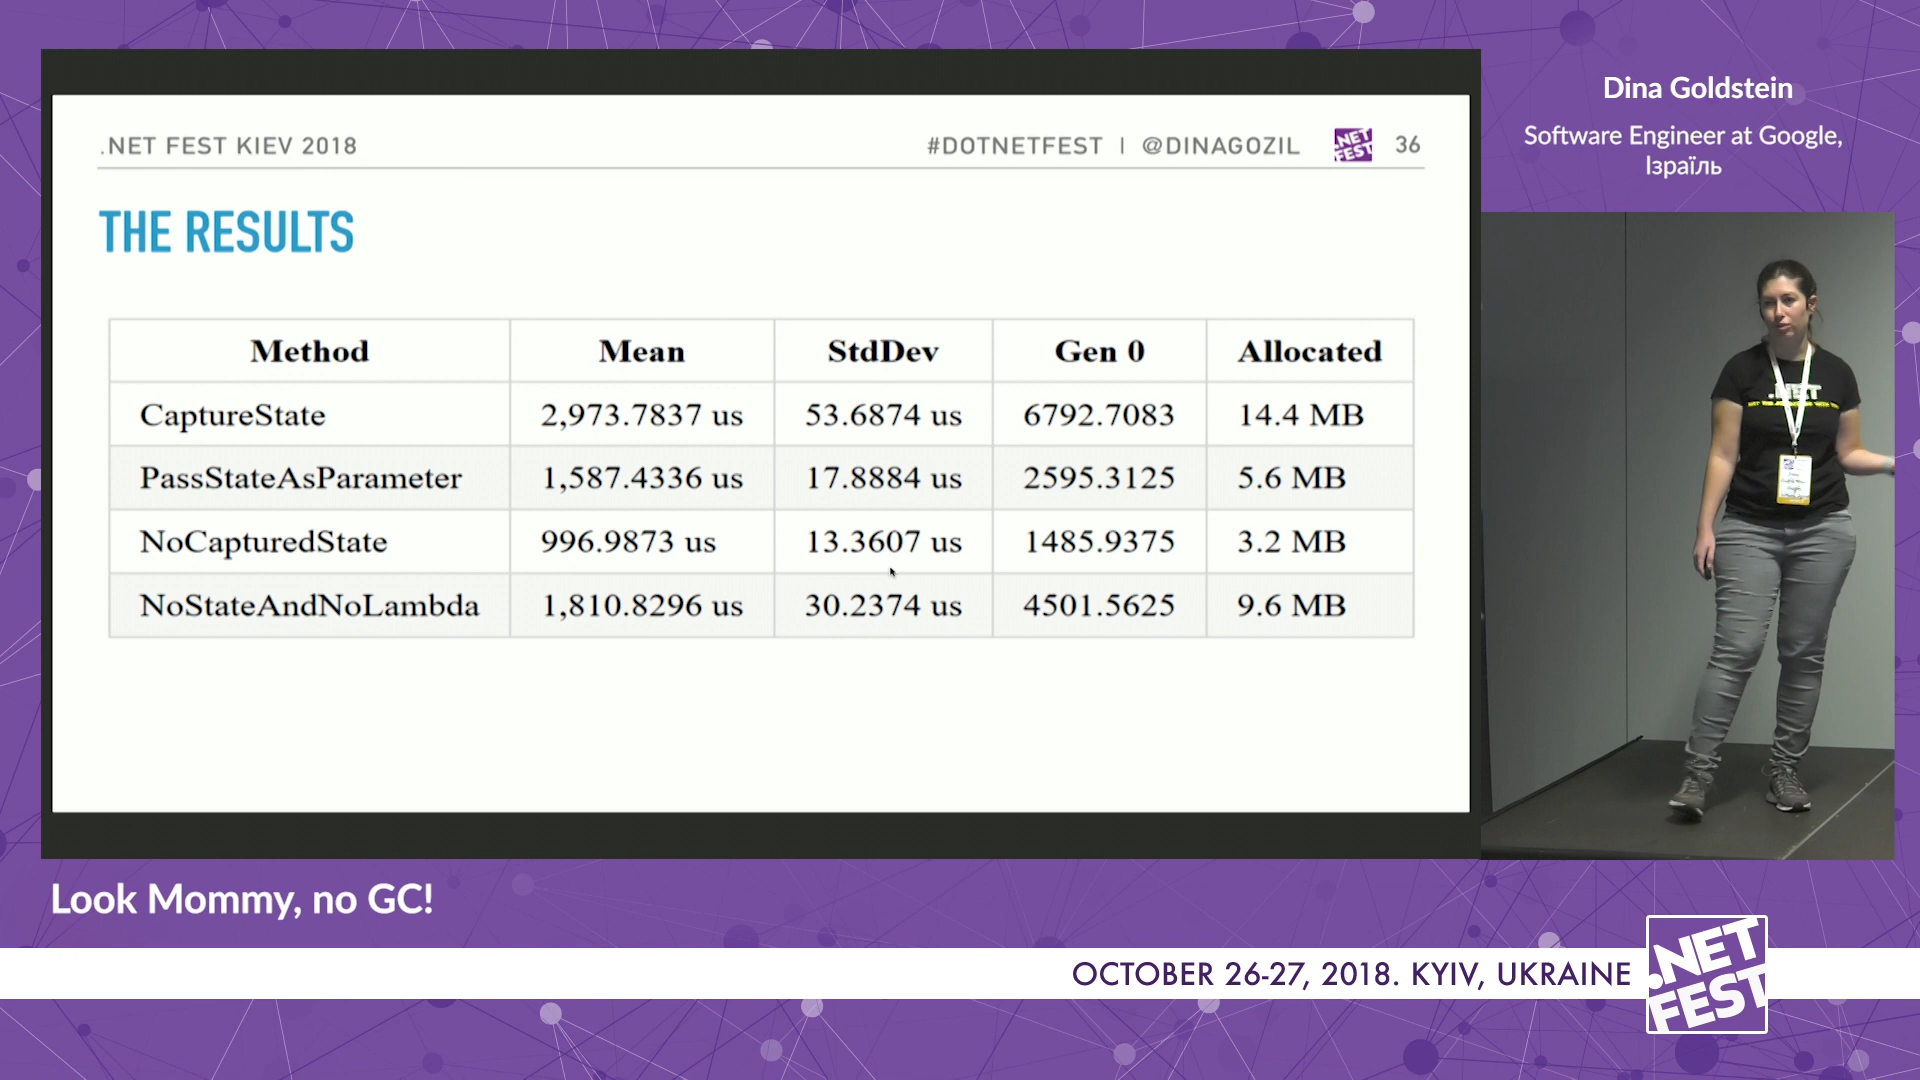 .NET FEST KIEV 2018
#DOTNETFEST | @DINAGOZIL
.NET
FEST
36
THE RESULTS
Method Mean StdDev Gen 0 Allocated
CaptureState 2,973.7837 us 53.6874 us 6792.7083 14.4 MB
PassStateAsParameter 1,587.4336 us 17.8884 us 2595.3125 5.6 MB
NoCapturedState 996.9873 us 13.3607 us 1485.9375 3.2 MB
NoStateAndNoLambda 1,810.8296 us 30.2374 us 4501.5625 9.6 MB
Dina Goldstein
Software Engineer at Google,
Ізраїль
.NET
Look Mommy, no GC!
OCTOBER 26-27, 2018. KYIV, UKRAINE
.NET
FEST